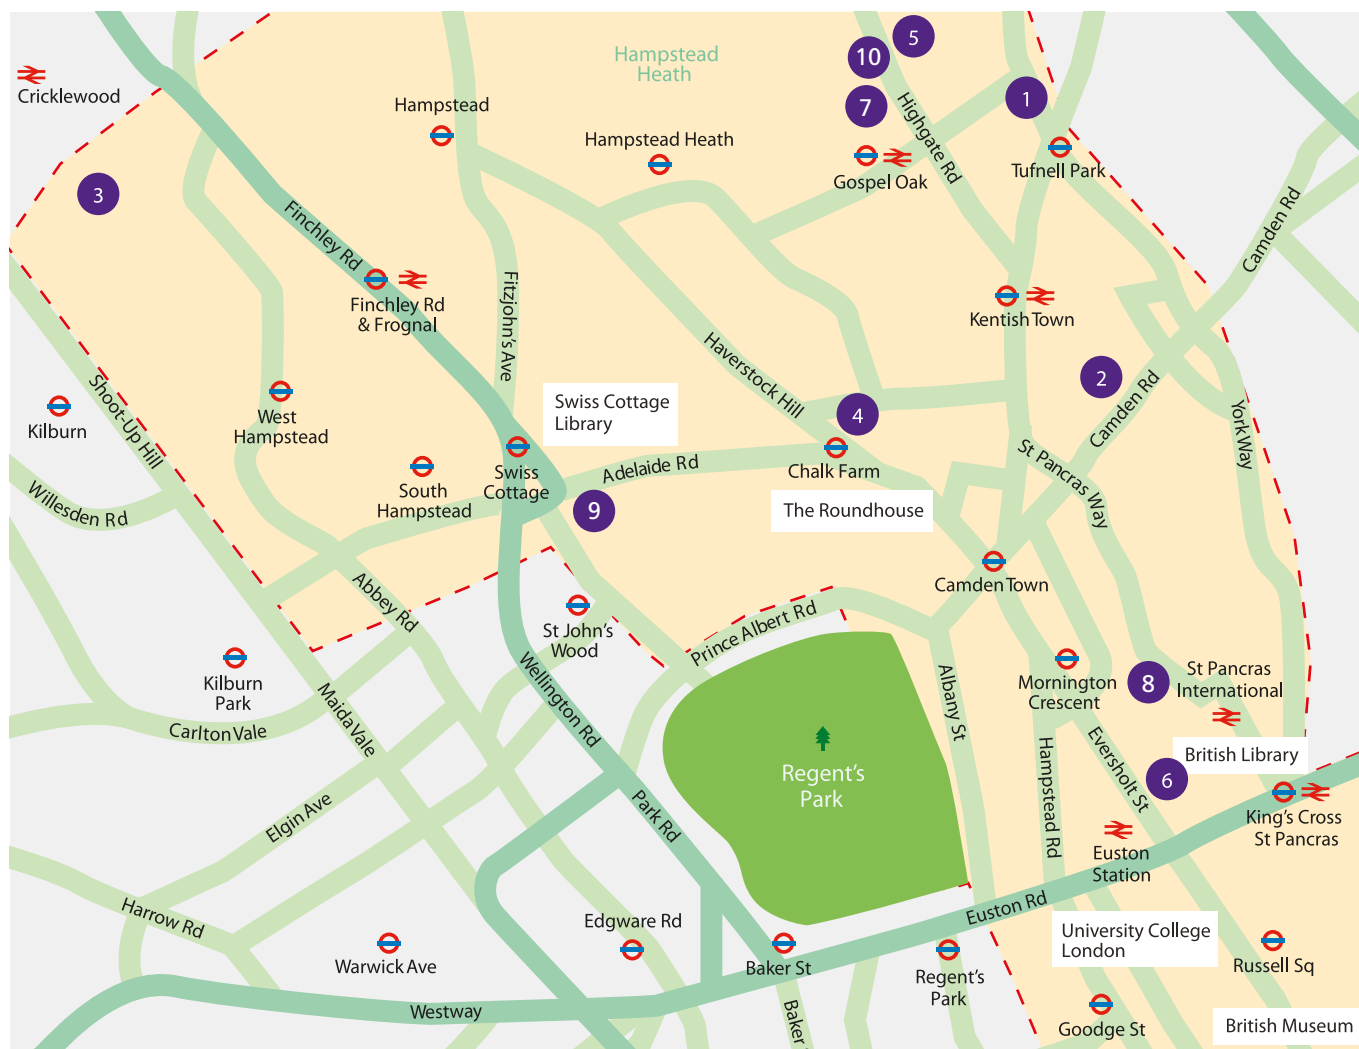 Hampstead
Heath
5
10
7
1
Cricklewood
Hampstead
Hampstead Heath
Highgate Rd
Gospel Oak
Tufnell Park
3
Finchley Rd
Camden Rd
Finchley Rd
& Frognal
Fitzjohn's Ave
Kentish Town
2
Haverstock Hill
Camden Rd
Shoot-Up Hill
Kilburn
West
Hampstead
Swiss Cottage
Library
4
York Way
Swiss
Cottage
South
Hampstead
Adelaide Rd
Chalk Farm
St Pancras Way
Willesden Rd
9
The Roundhouse
Camden Town
Abbey Rd
St John's
Wood
Prince Albert Rd
Kilburn
Park
Wellington Rd
Albany St
Mornington
Crescent
8
St Pancras
International
Carlton Vale
Maida Vale
Regent's
Park
Hampstead Rd
Eversholt St
British Library
6
Elgin Ave
Park Rd
King's Cross
St Pancras
Euston
Station
Harrow Rd
Edgware Rd
Euston Rd
University College
London
Warwick Ave
Baker St
Regent's
Park
Russell Sq
Westway
Baker
Goodge St
British Museum